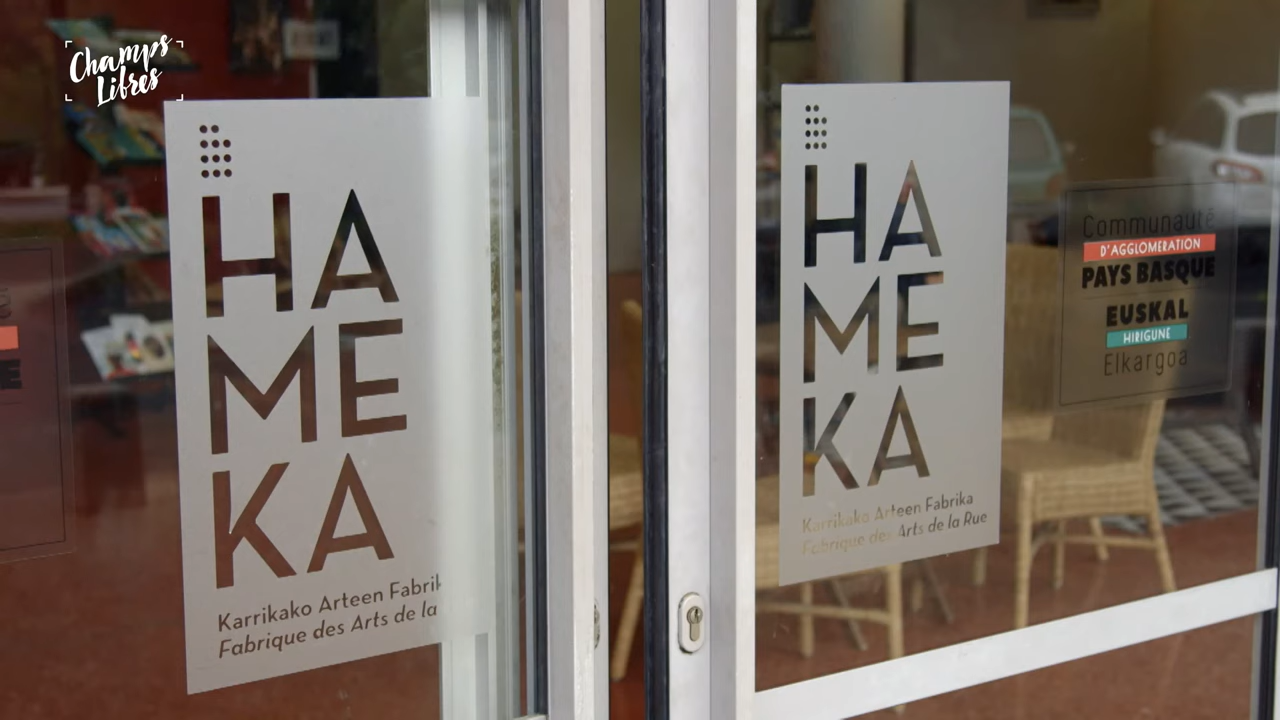 Champs
Libres
HA
ME
KA
Karrikako Arteen Fabrik
Fabrique des Arts de la
HA
ME
KA
Karrikako Arteen Fabrika
Fabrique des Arts de la Rue
Communauté
D'AGGLOMERATION
PAYS BASQUE
EUSKAL
HIRIGUNE
Elkargoa
E